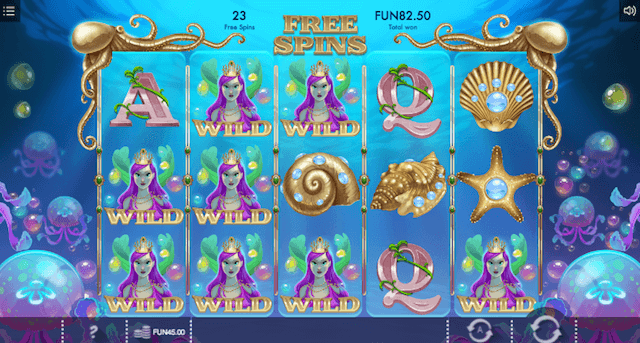 23
Free Spins
FREE
SPINS
FUN82.50
Total won
A
WILD
WILD
Q
WILD
WILD
WILD
WILD
WILD
Q
WILD
?
FUN45.00
A